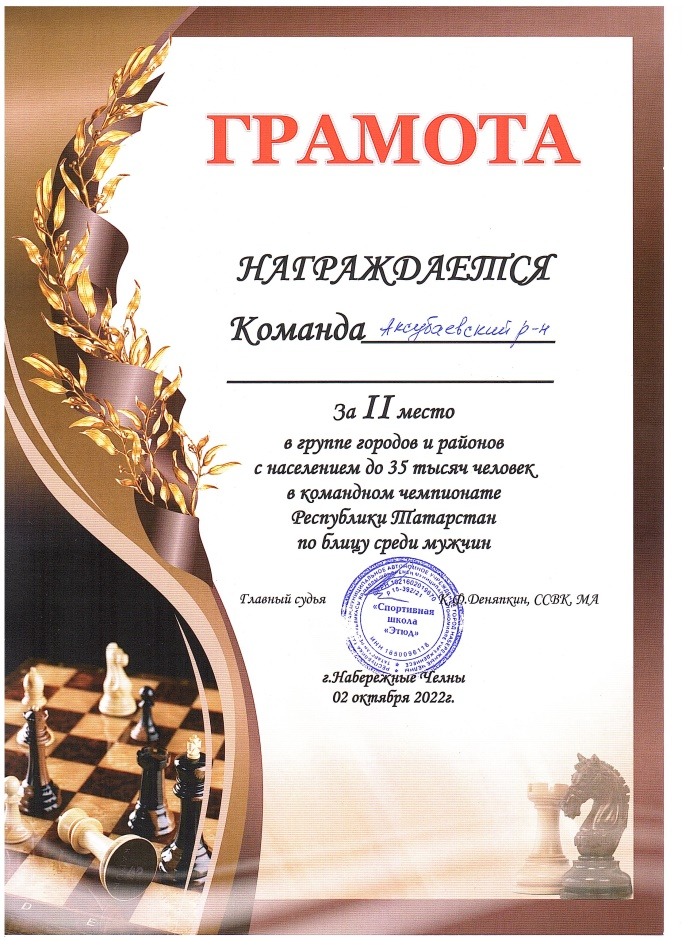 ГРАМОТА
НАГРАЖДАЕТСЯ
Команда Аксубаевский р-н
За II место
в группе городов и районов
с населением до 35 тысяч человек
в командном чемпионате
Республики Татарстан
по блицу среди мужчин
Главный судья К.Ф.Деняпкин, ССВК, МА
«Спортивная
школа
«Этюд»
г.Набережные Челны
02 октября 2022г.
D E